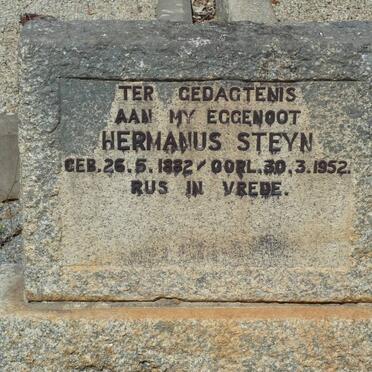 TER GEDAGTENIS
AAN MY EGGENOOT
HERMANUS STEYN
GEB. 26. 5. 1882 / OORL. 30. 3. 1952.
RUS IN VREDE.